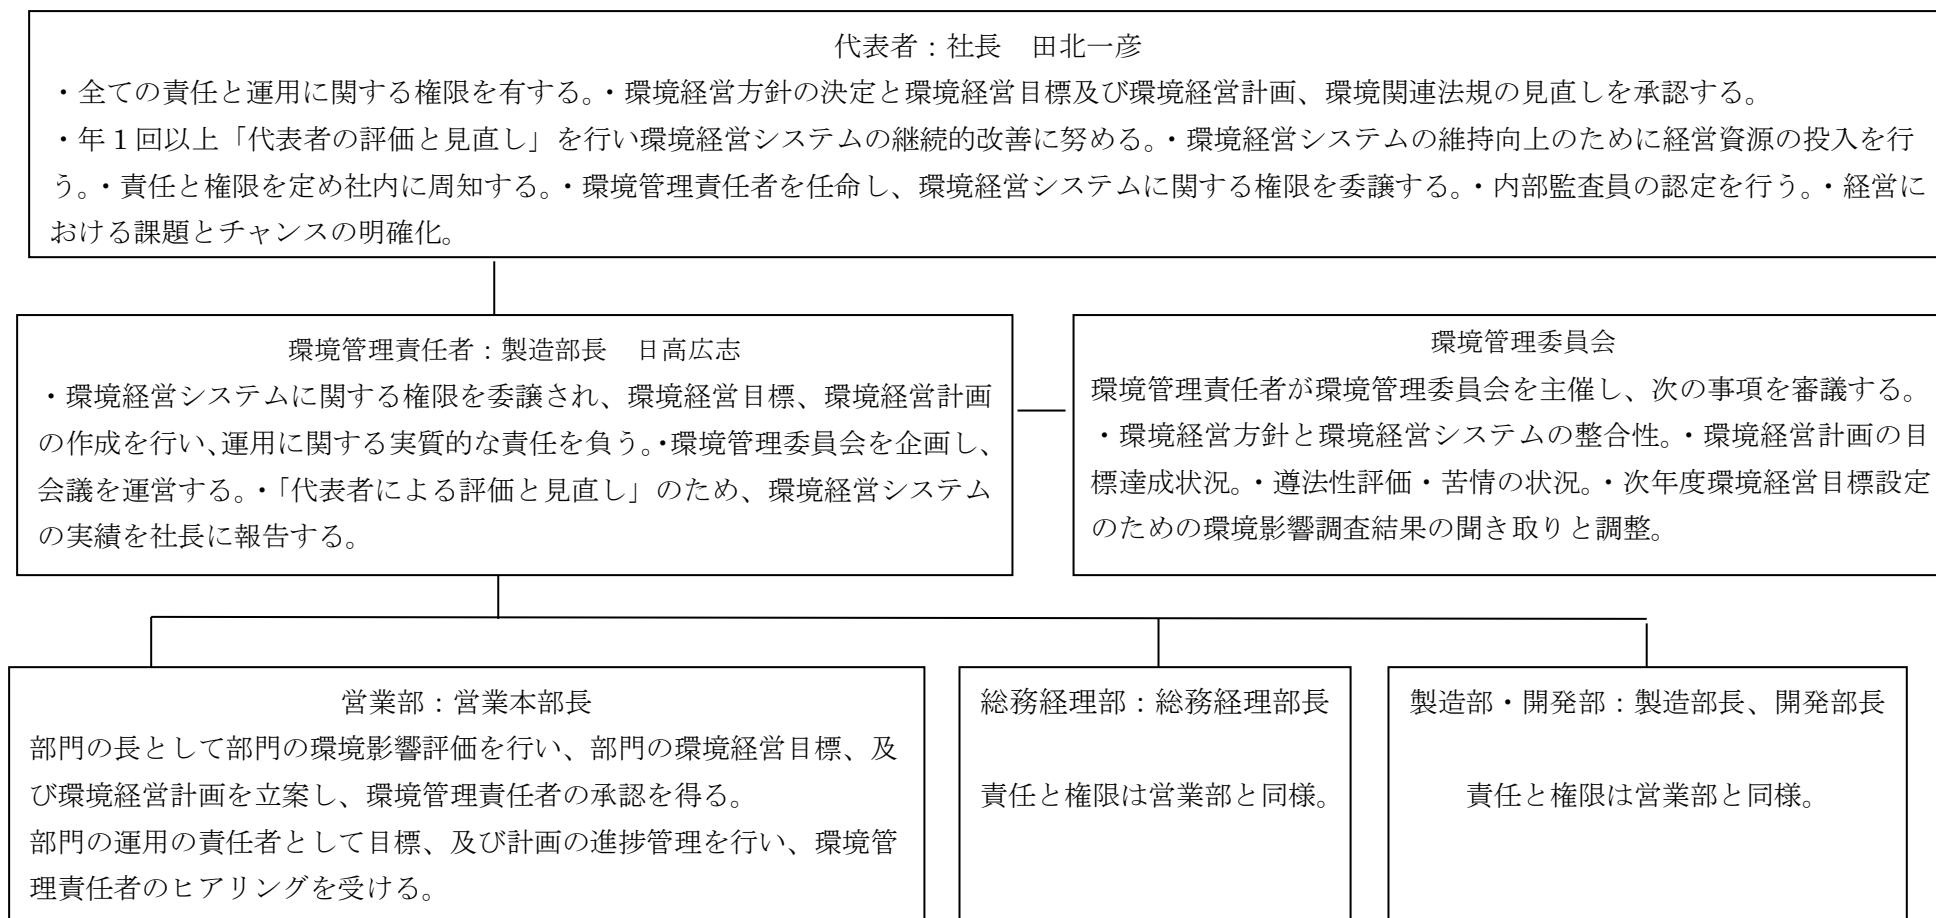 代表者：社長　田北一彦
・全ての責任と運用に関する権限を有する。・環境経営方針の決定と環境経営目標及び環境経営計画、環境関連法規の見直しを承認する。
・年１回以上「代表者の評価と見直し」を行い環境経営システムの継続的改善に努める。・環境経営システムの維持向上のために経営資源の投入を行
う。・責任と権限を定め社内に周知する。・環境管理責任者を任命し、環境経営システムに関する権限を委譲する。・内部監査員の認定を行う。・経営に
おける課題とチャンスの明確化。
環境管理責任者：製造部長　日高広志
・環境経営システムに関する権限を委譲され、環境経営目標、環境経営計画
の作成を行い、運用に関する実質的な責任を負う。・環境管理委員会を企画し、
会議を運営する。・「代表者による評価と見直し」のため、環境経営システム
の実績を社長に報告する。
環境管理委員会
環境管理責任者が環境管理委員会を主催し、次の事項を審議する。
・環境経営方針と環境経営システムの整合性。・環境経営計画の目
標達成状況。・遵法性評価・苦情の状況。・次年度環境経営目標設定
のための環境影響調査結果の聞き取りと調整。
営業部：営業本部長
部門の長として部門の環境影響評価を行い、部門の環境経営目標、及
び環境経営計画を立案し、環境管理責任者の承認を得る。
部門の運用の責任者として目標、及び計画の進捗管理を行い、環境管
理責任者のヒアリングを受ける。
総務経理部：総務経理部長
責任と権限は営業部と同様。
製造部・開発部：製造部長、開発部長
責任と権限は営業部と同様。